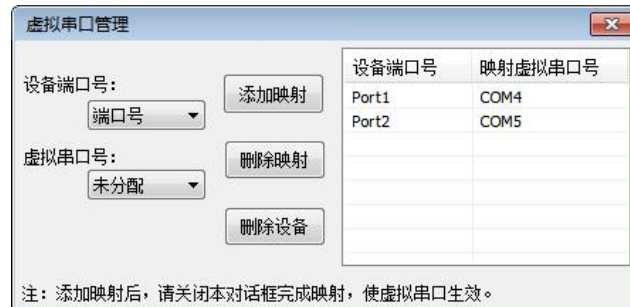 虚拟串口管理
设备端口号：
端口号
虚拟串口号：
未分配
添加映射
删除映射
删除设备
设备端口号 映射虚拟串口号
Port1 COM4
Port2 COM5
注：添加映射后，请关闭本对话框完成映射，使虚拟串口生效。